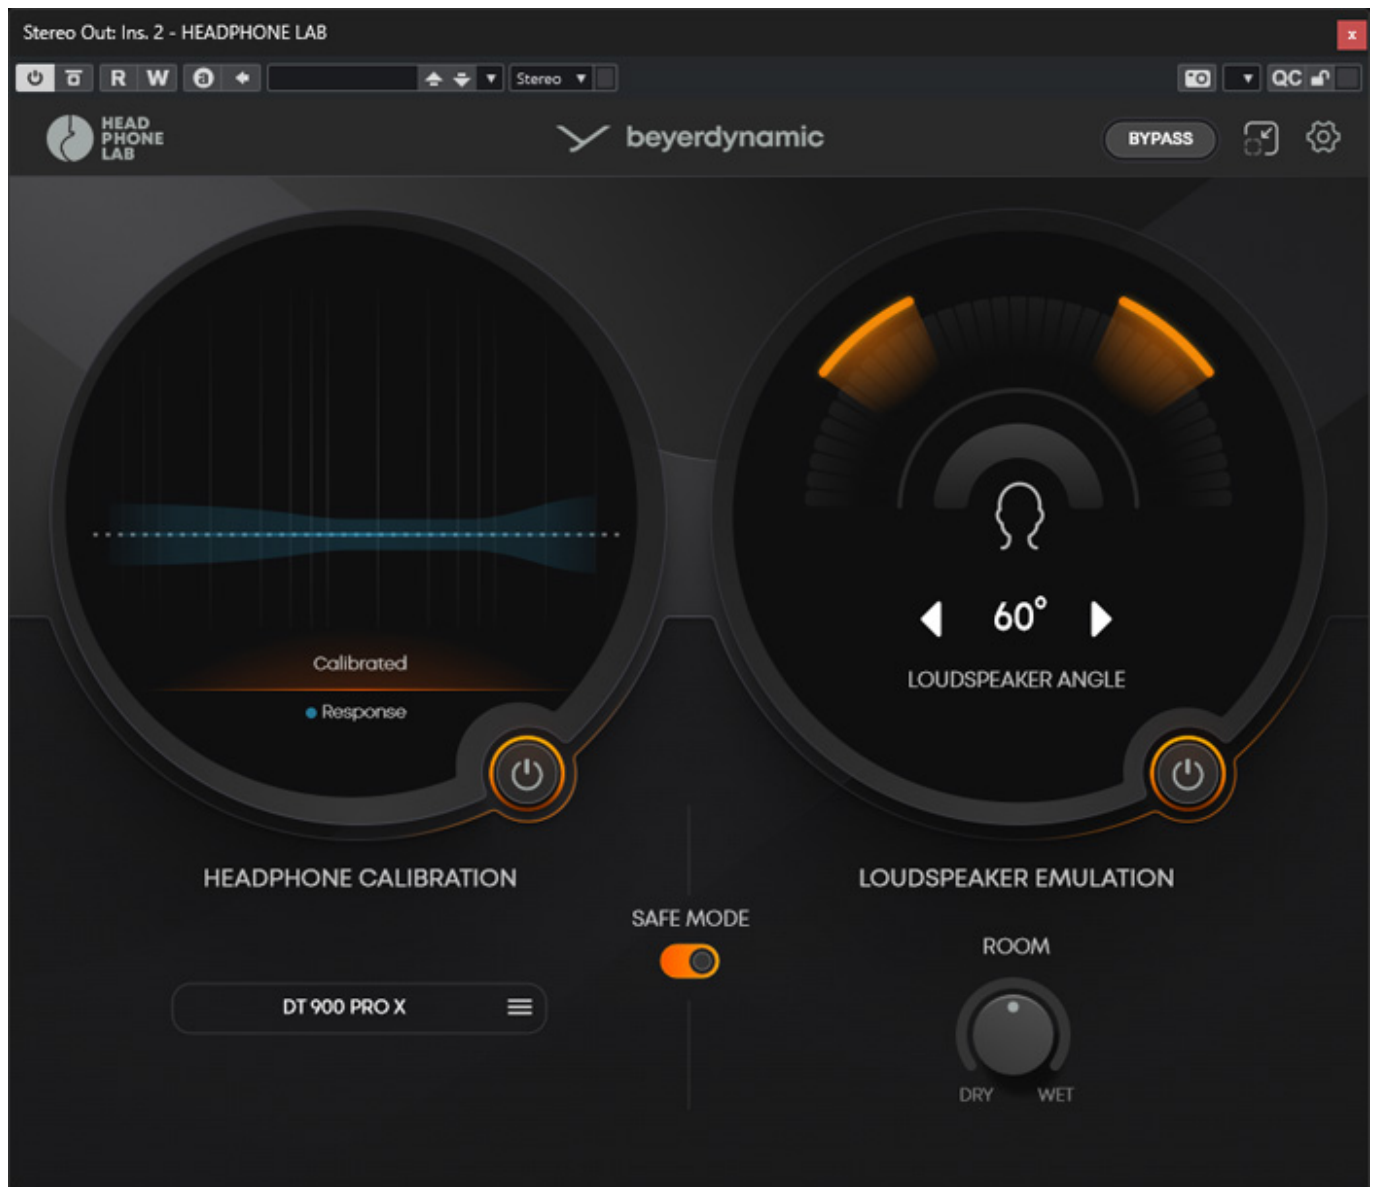 Stereo Out: Ins. 2 - HEADPHONE LAB
x
R W a Stereo QC
HEAD
PHONE
LAB
beyerdynamic
BYPASS
60°
LOUDSPEAKER ANGLE
Calibrated
Response
HEADPHONE CALIBRATION
LOUDSPEAKER EMULATION
SAFE MODE
ROOM
DT 900 PRO X
DRY WET